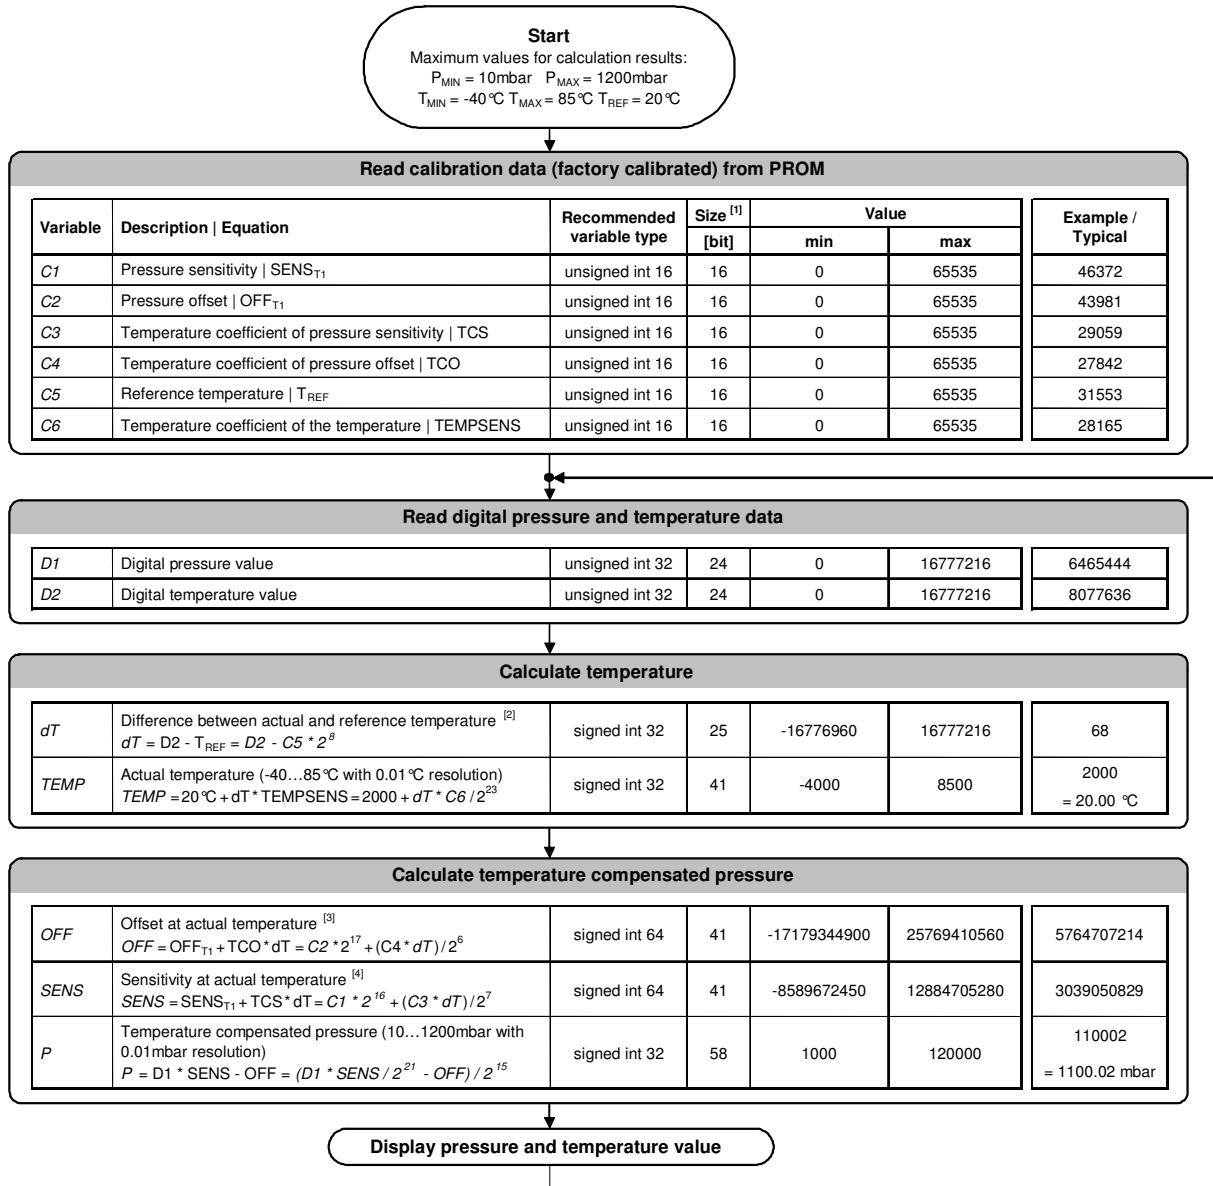 Start
Maximum values for calculation results:
PMIN = 10mbar PMAX = 1200mbar
TMIN = -40°C TMAX = 85°C TREF = 20°C
Read calibration data (factory calibrated) from PROM
Variable Description | Equation Recommended variable type Size [1] [bit] Value min max Example / Typical
C1 Pressure sensitivity | SENST1 unsigned int 16 16 0 65535 46372
C2 Pressure offset | OFFT1 unsigned int 16 16 0 65535 43981
C3 Temperature coefficient of pressure sensitivity | TCS unsigned int 16 16 0 65535 29059
C4 Temperature coefficient of pressure offset | TCO unsigned int 16 16 0 65535 27842
C5 Reference temperature | TREF unsigned int 16 16 0 65535 31553
C6 Temperature coefficient of the temperature | TEMPSENS unsigned int 16 16 0 65535 28165
Read digital pressure and temperature data
D1 Digital pressure value unsigned int 32 24 0 16777216 6465444
D2 Digital temperature value unsigned int 32 24 0 16777216 8077636
Calculate temperature
dT Difference between actual and reference temperature [2]
dT = D2 - TREF = D2 - C5 * 2^8 signed int 32 25 -16776960 16777216 68
TEMP Actual temperature (-40…85°C with 0.01°C resolution)
TEMP = 20°C + dT * TEMPSENS = 2000 + dT * C6 / 2^23 signed int 32 41 -4000 8500 2000
= 20.00 °C
Calculate temperature compensated pressure
OFF Offset at actual temperature [3]
OFF = OFFT1 + TCO * dT = C2 * 2^17 + (C4 * dT) / 2^6 signed int 64 41 -17179344900 25769410560 5764707214
SENS Sensitivity at actual temperature [4]
SENS = SENST1 + TCS * dT = C1 * 2^16 + (C3 * dT) / 2^7 signed int 64 41 -8589672450 12884705280 3039050829
P Temperature compensated pressure (10…1200mbar with
0.01mbar resolution)
P = D1 * SENS - OFF = (D1 * SENS / 2^21 - OFF) / 2^15 signed int 32 58 1000 120000 110002
= 1100.02 mbar
Display pressure and temperature value